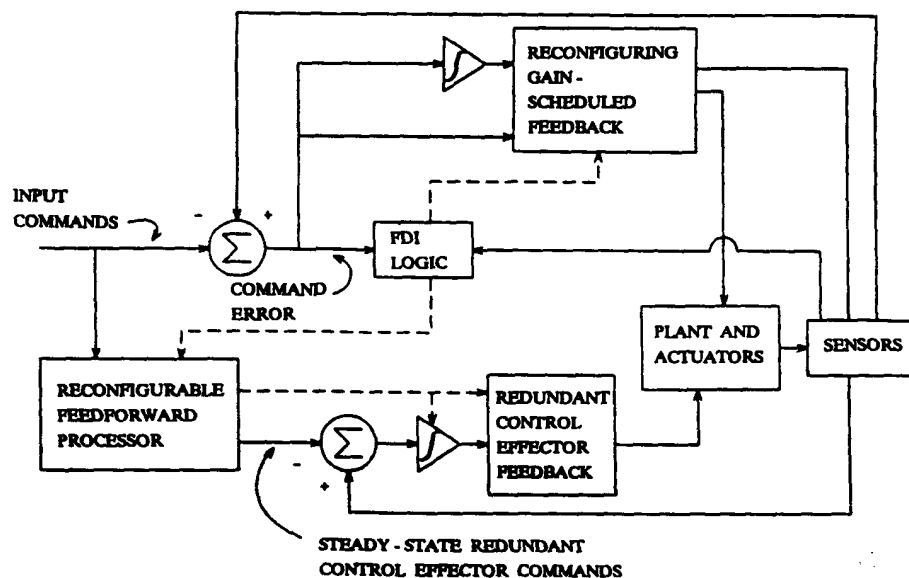 RECONFIGURING
GAIN -
SCHEDULED
FEEDBACK
INPUT
COMMANDS
- +
Σ
FDI
LOGIC
COMMAND
ERROR
PLANT AND
ACTUATORS
SENSORS
RECONFIGURABLE
FEEDFORWARD
PROCESSOR
REDUNDANT
CONTROL
EFFECTOR
FEEDBACK
Σ
-
+
STEADY - STATE REDUNDANT
CONTROL EFFECTOR COMMANDS